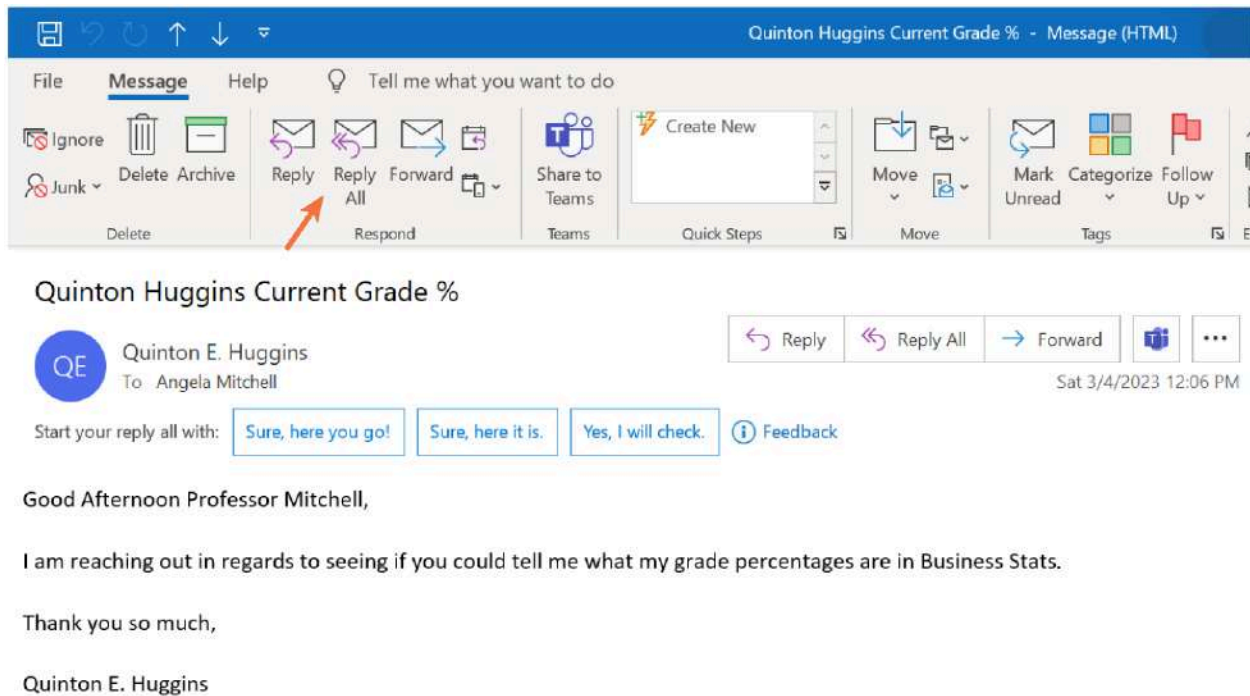 Quinton Huggins Current Grade % - Message (HTML)
File Message Help Tell me what you want to do
Ignore
Junk
Delete Archive
Reply Reply All Forward
Share to Teams
Create New
Move
Mark Unread
Categorize
Follow Up
Delete Respond Teams Quick Steps Move Tags
Quinton Huggins Current Grade %
QE
Quinton E. Huggins
To Angela Mitchell
Reply Reply All Forward
Sat 3/4/2023 12:06 PM
Start your reply all with: Sure, here you go! Sure, here it is. Yes, I will check. Feedback
Good Afternoon Professor Mitchell,
I am reaching out in regards to seeing if you could tell me what my grade percentages are in Business Stats.
Thank you so much,
Quinton E. Huggins